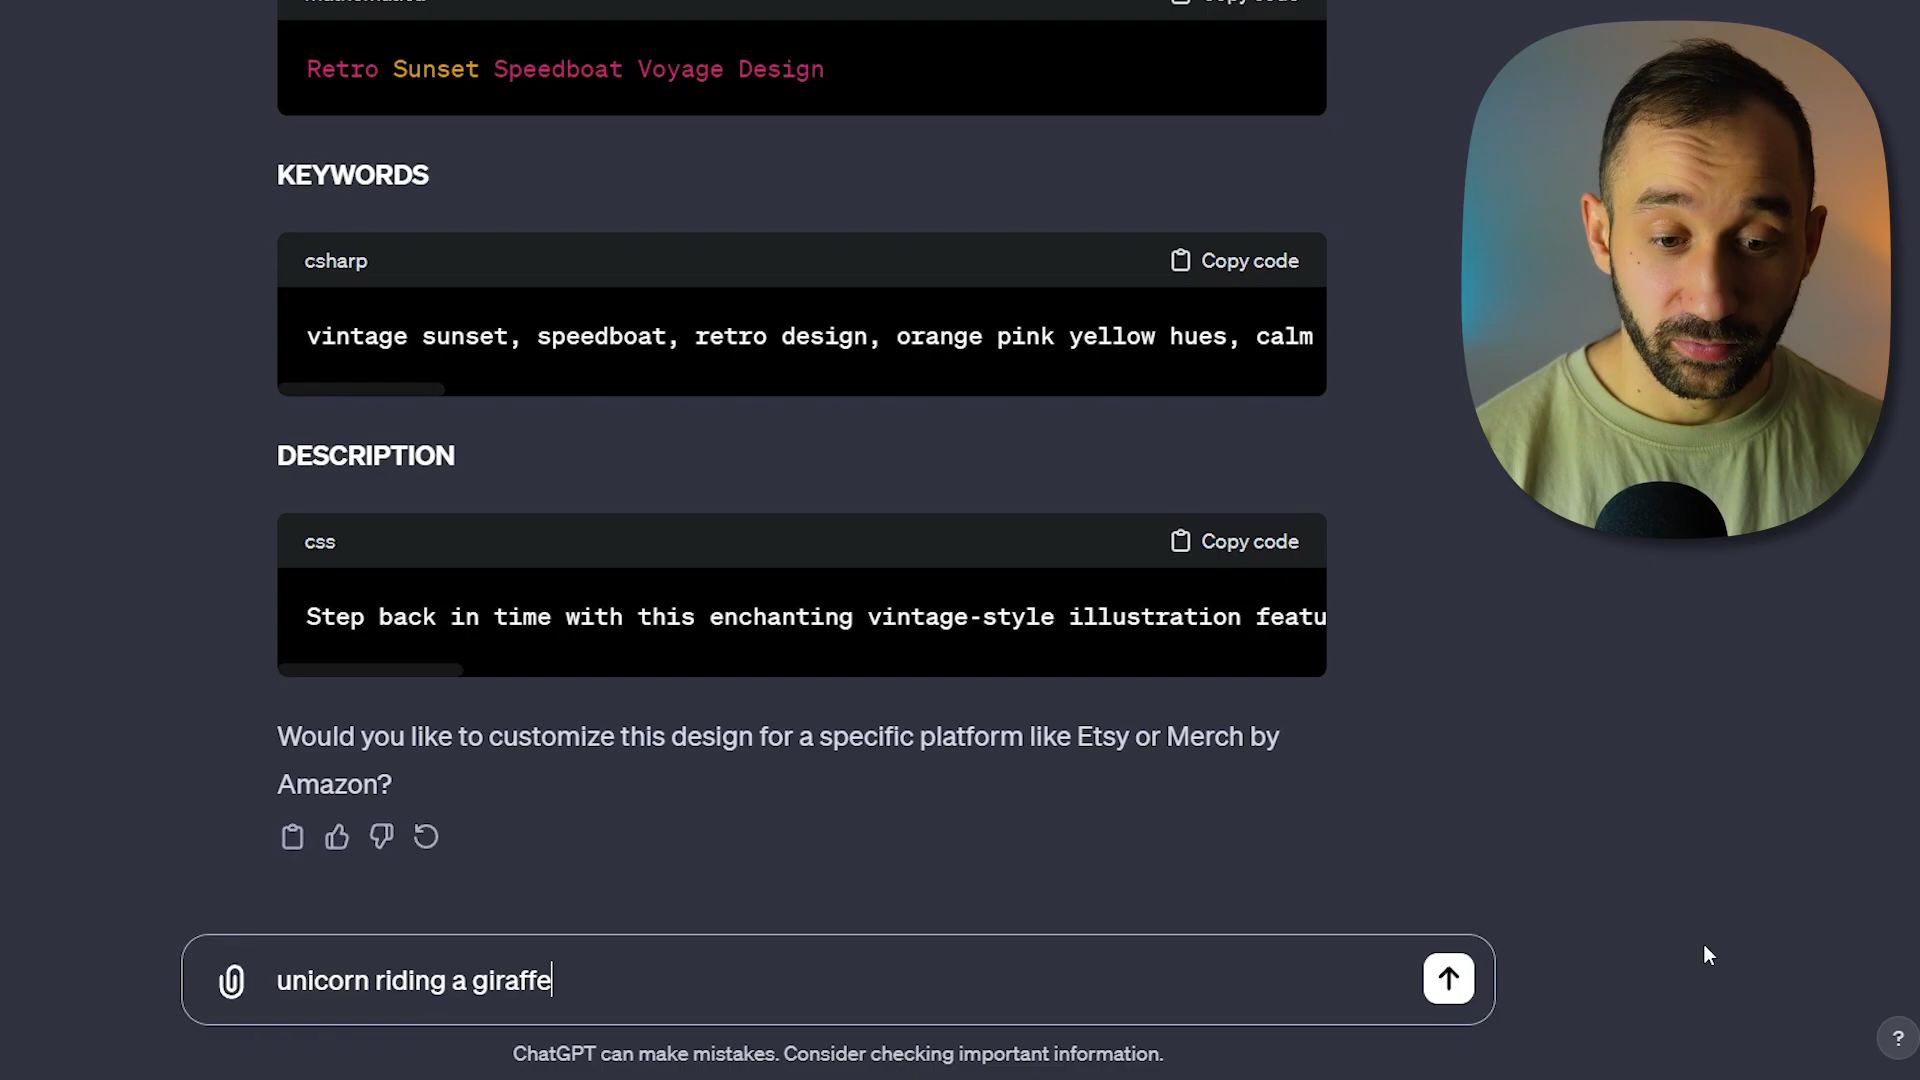 Retro Sunset Speedboat Voyage Design
KEYWORDS
csharp
Copy code
vintage sunset, speedboat, retro design, orange pink yellow hues, calm
DESCRIPTION
css
Copy code
Step back in time with this enchanting vintage-style illustration featu
Would you like to customize this design for a specific platform like Etsy or Merch by
Amazon?
unicorn riding a giraffe
ChatGPT can make mistakes. Consider checking important information.
?